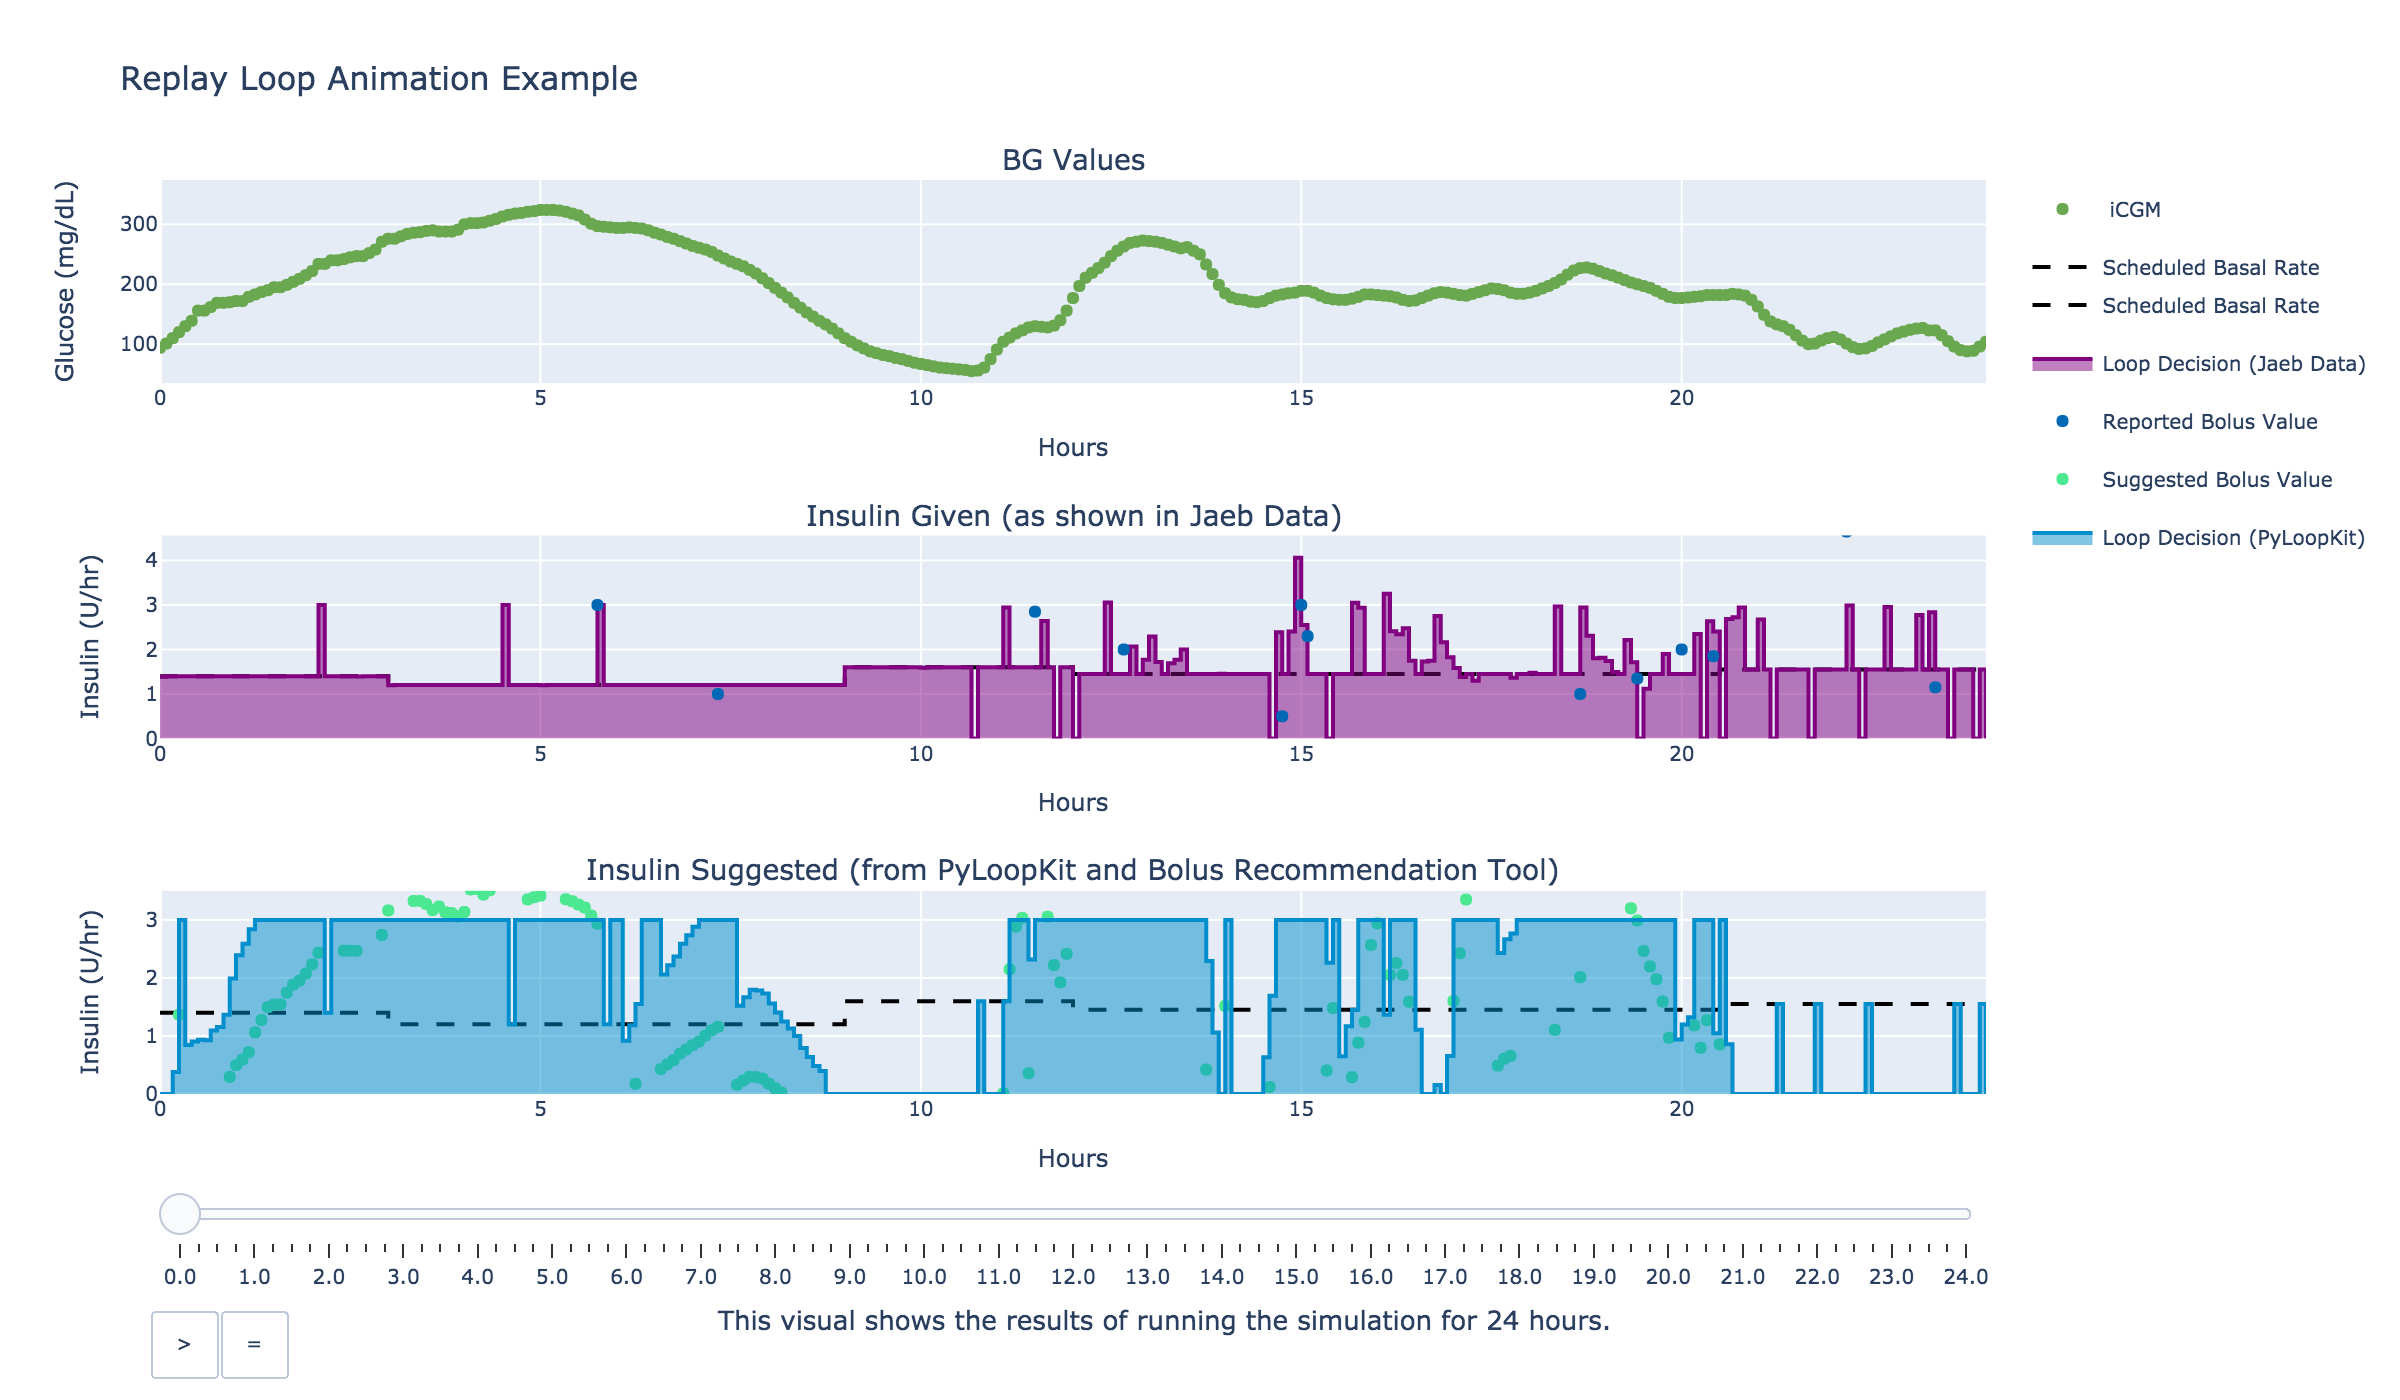 Replay Loop Animation Example
BG Values
Glucose (mg/dL)
300
200
100
0 5 10 15 20
Hours
iCGM
Scheduled Basal Rate
Scheduled Basal Rate
Loop Decision (Jaeb Data)
Reported Bolus Value
Suggested Bolus Value
Loop Decision (PyLoopKit)
Insulin Given (as shown in Jaeb Data)
Insulin (U/hr)
4
3
2
1
0
0 5 10 15 20
Hours
Insulin Suggested (from PyLoopKit and Bolus Recommendation Tool)
Insulin (U/hr)
3
2
1
0
0 5 10 15 20
Hours
0.0 1.0 2.0 3.0 4.0 5.0 6.0 7.0 8.0 9.0 10.0 11.0 12.0 13.0 14.0 15.0 16.0 17.0 18.0 19.0 20.0 21.0 22.0 23.0 24.0
This visual shows the results of running the simulation for 24 hours.
> =